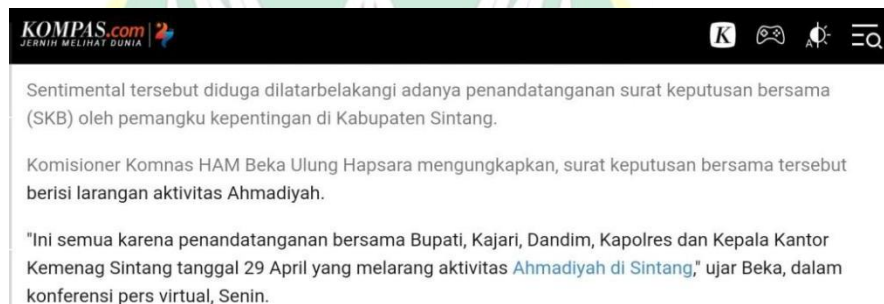 KOMPAS.com
JERNIH MELIHAT DUNIA
K
A
Sentimental tersebut diduga dilatarbelakangi adanya penandatanganan surat keputusan bersama
(SKB) oleh pemangku kepentingan di Kabupaten Sintang.
Komisioner Komnas HAM Beka Ulung Hapsara mengungkapkan, surat keputusan bersama tersebut
berisi larangan aktivitas Ahmadiyah.
"Ini semua karena penandatanganan bersama Bupati, Kajari, Dandim, Kapolres dan Kepala Kantor
Kemenag Sintang tanggal 29 April yang melarang aktivitas Ahmadiyah di Sintang," ujar Beka, dalam
konferensi pers virtual, Senin.